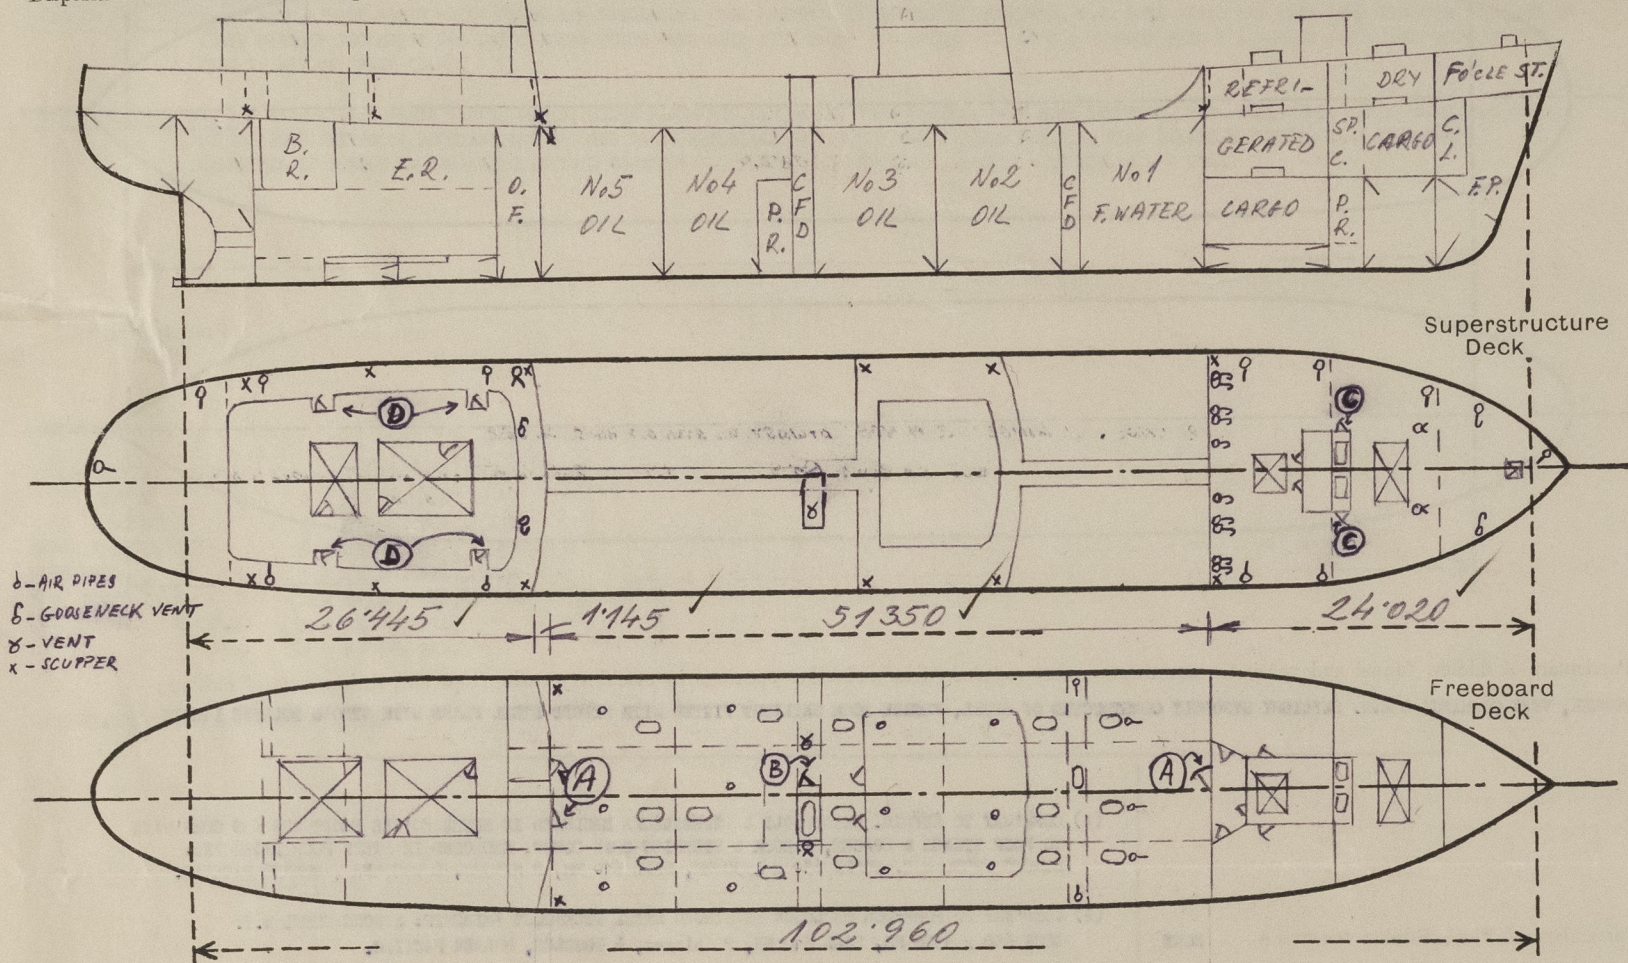 REFRI-
DRY
FO'CLE ST.
B.
R.
E.R.
O.
F.
No5
OIL
No4
OIL
P.
R.
C
F
D
No3
OIL
No2
OIL
C
F
D
No1
F. WATER
GERATED
CARGO
SP.
C.
P.
R.
CARGO
C.
L.
F.P.
Superstructure
Deck
D
D
C
C
AIR PIPES
GOOSENECK VENT
VENT
x - SCUPPER
26.445
1.145
51350
24.020
Freeboard
Deck
A
B
A
102.960